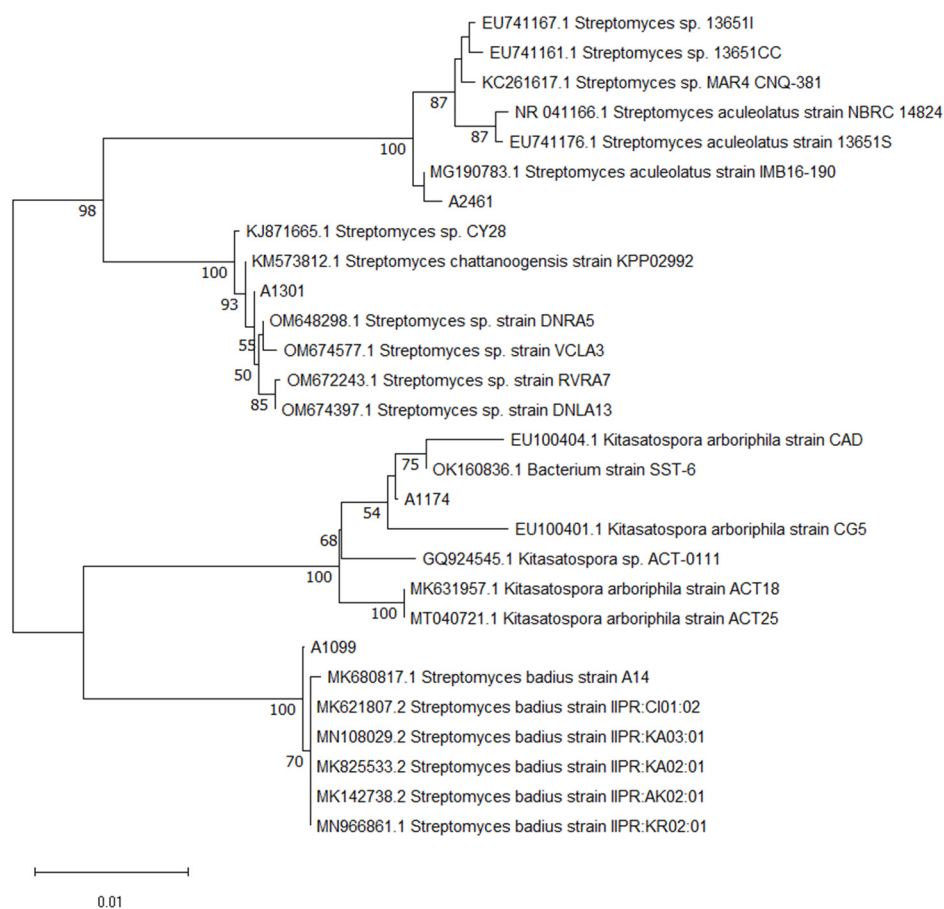 EU741167.1 Streptomyces sp. 13651I
EU741161.1 Streptomyces sp. 13651CC
KC261617.1 Streptomyces sp. MAR4 CNQ-381
87
NR 041166.1 Streptomyces aculeolatus strain NBRC 14824
87
EU741176.1 Streptomyces aculeolatus strain 13651S
100
MG190783.1 Streptomyces aculeolatus strain IMB16-190
A2461
98
KJ871665.1 Streptomyces sp. CY28
KM573812.1 Streptomyces chattanoogensis strain KPP02992
100
A1301
93
OM648298.1 Streptomyces sp. strain DNRA5
55
OM674577.1 Streptomyces sp. strain VCLA3
50
OM672243.1 Streptomyces sp. strain RVRA7
85
OM674397.1 Streptomyces sp. strain DNLA13
EU100404.1 Kitasatospora arboriphila strain CAD
75
OK160836.1 Bacterium strain SST-6
A1174
54
EU100401.1 Kitasatospora arboriphila strain CG5
68
GQ924545.1 Kitasatospora sp. ACT-0111
100
MK631957.1 Kitasatospora arboriphila strain ACT18
100
MT040721.1 Kitasatospora arboriphila strain ACT25
A1099
MK680817.1 Streptomyces badius strain A14
100
MK621807.2 Streptomyces badius strain IIPR:CI01:02
MN108029.2 Streptomyces badius strain IIPR:KA03:01
70
MK825533.2 Streptomyces badius strain IIPR:KA02:01
MK142738.2 Streptomyces badius strain IIPR:AK02:01
MN966861.1 Streptomyces badius strain IIPR:KR02:01
0.01